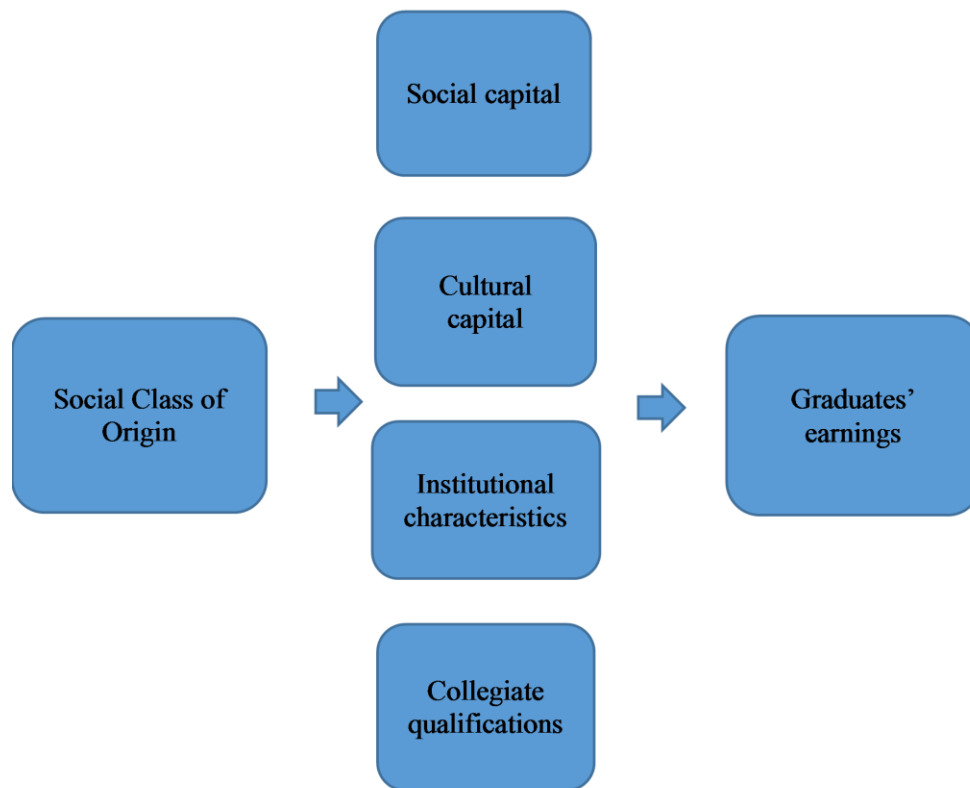 Social capital
Cultural
capital
Social Class of
Origin
Graduates’
earnings
Institutional
characteristics
Collegiate
qualifications